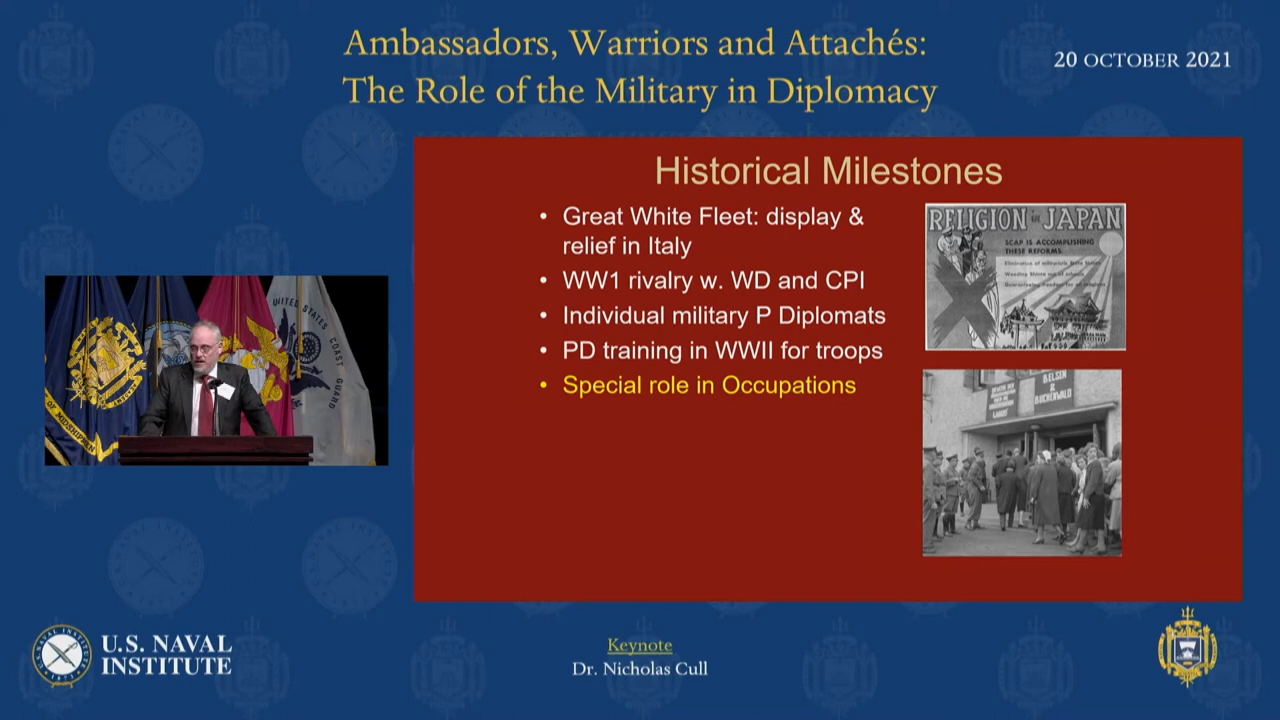 Ambassadors, Warriors and Attachés:
The Role of the Military in Diplomacy
20 OCTOBER 2021
Historical Milestones
• Great White Fleet: display &
relief in Italy
• WW1 rivalry w. WD and CPI
• Individual military P Diplomats
• PD training in WWII for troops
• Special role in Occupations
RELIGION IN JAPAN
SCAP IS ACCOMPLISHING
THESE REFORMS:
BELSEN
&
BUCHENWALD
UNITED STATES
COAST
GUARD
OF MIDSHIPMEN
U.S. NAVAL
INSTITUTE
Keynote
Dr. Nicholas Cull